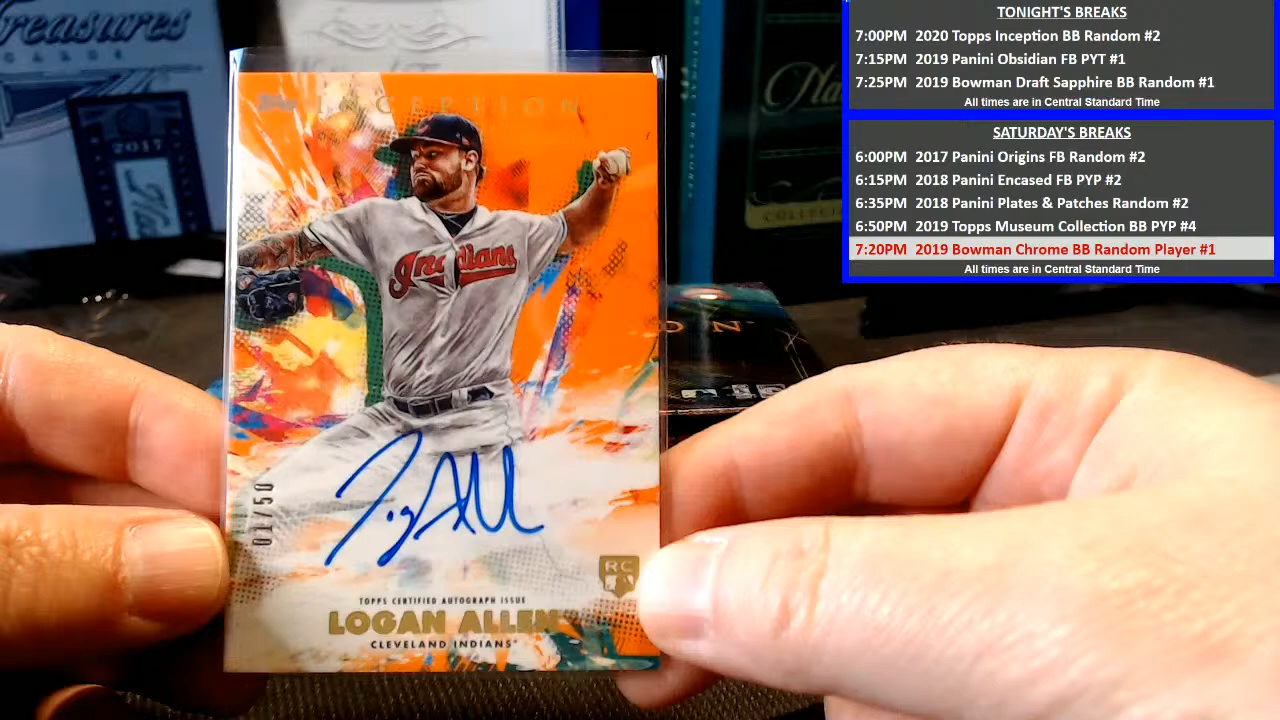 TONIGHT'S BREAKS
7:00PM 2020 Topps Inception BB Random #2
7:15PM 2019 Panini Obsidian FB PYT #1
7:25PM 2019 Bowman Draft Sapphire BB Random #1
All times are in Central Standard Time
SATURDAY'S BREAKS
6:00PM 2017 Panini Origins FB Random #2
6:15PM 2018 Panini Encased FB PYP #2
6:35PM 2018 Panini Plates & Patches Random #2
6:50PM 2019 Topps Museum Collection BB PYP #4
7:20PM 2019 Bowman Chrome BB Random Player #1
All times are in Central Standard Time
reasures
2017
Topps INCEPTION
Indians
01/50
RC
TOPPS CERTIFIED AUTOGRAPH ISSUE
LOGAN ALLEN
CLEVELAND INDIANS